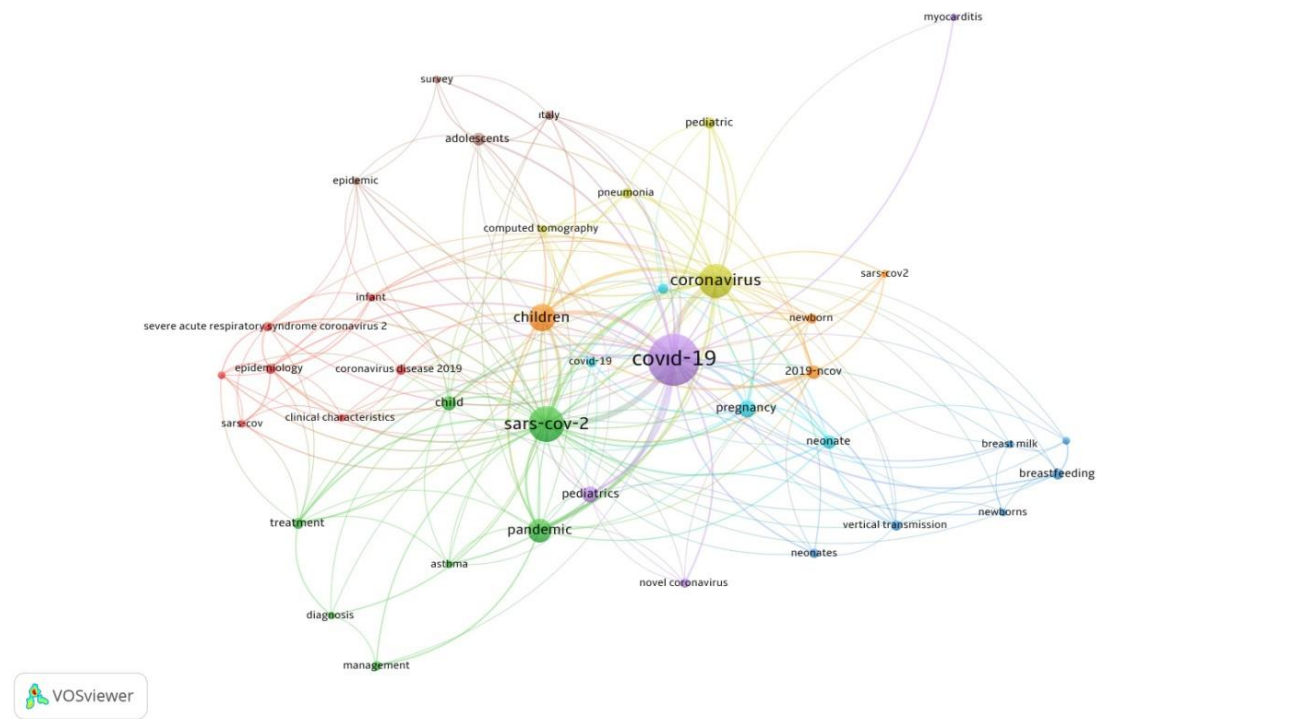 myocarditis
survey
italy
pediatric
adolescents
epidemic
pneumonia
computed tomography
sars-cov2
coronavirus
infant
children
newborn
severe acute respiratory syndrome coronavirus 2
covid-19
covid-19
epidemiology
coronavirus disease 2019
2019-ncov
child
pregnancy
clinical characteristics
sars-cov
sars-cov-2
neonate
breast milk
breastfeeding
pediatrics
newborns
treatment
vertical transmission
pandemic
neonates
asthma
novel coronavirus
diagnosis
management
VOSviewer